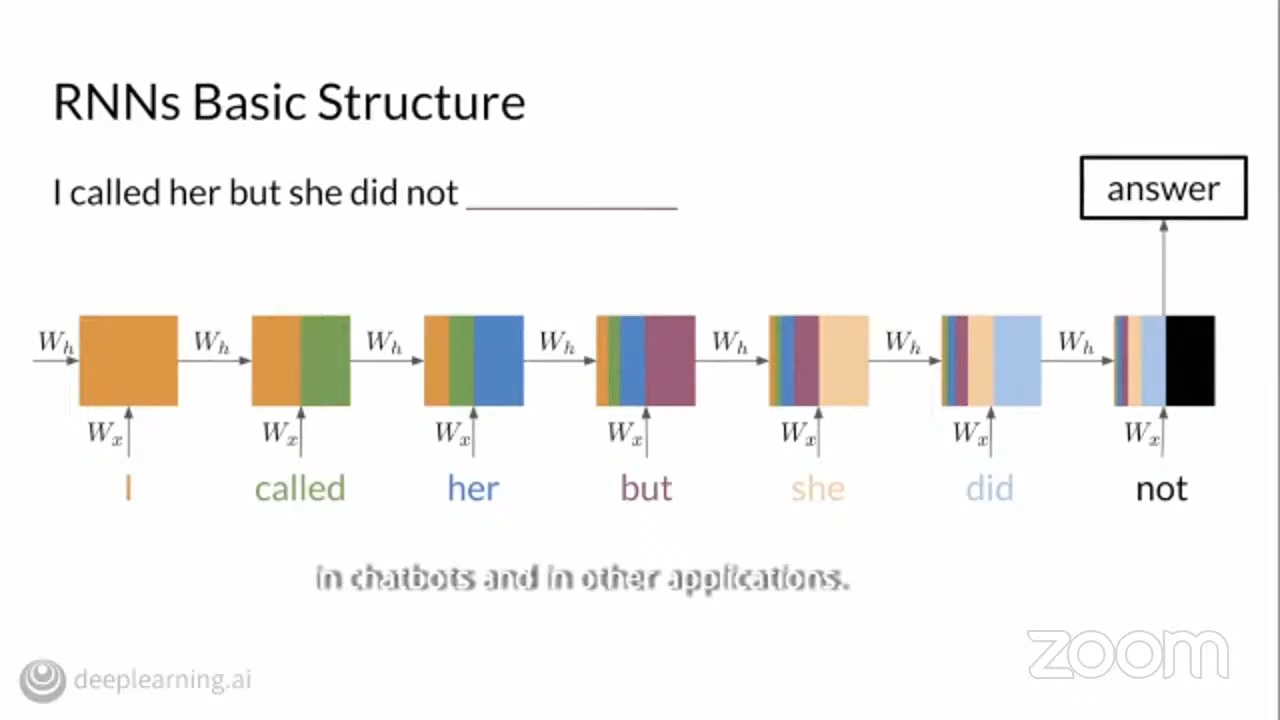 RNNs Basic Structure
I called her but she did not ____________
answer
W_h W_h W_h W_h W_h W_h W_h
W_x W_x W_x W_x W_x W_x W_x
I called her but she did not
in chatbots and in other applications.
zoom
deeplearning.ai